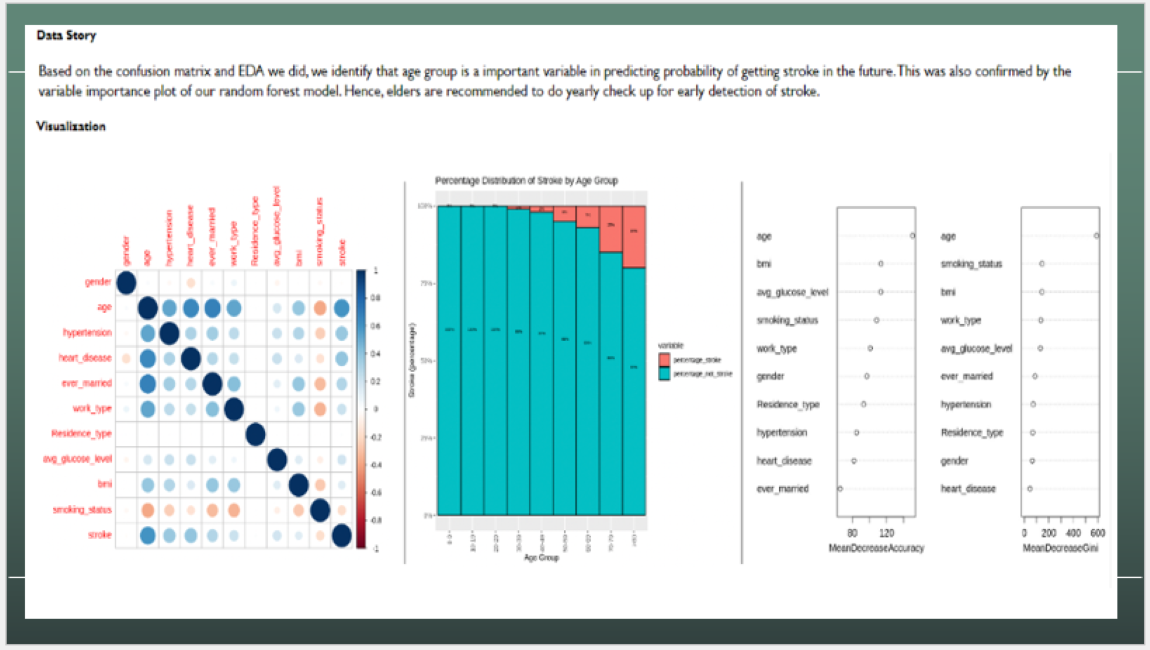 Data Story
Based on the confusion matrix and EDA we did, we identify that age group is a important variable in predicting probability of getting stroke in the future. This was also confirmed by the
variable importance plot of our random forest model. Hence, elders are recommended to do yearly check up for early detection of stroke.
Visualization
gender
age
hypertension
heart_disease
ever_married
work_type
Residence_type
avg_glucose_level
bmi
smoking_status
stroke
gender
age
hypertension
heart_disease
ever_married
work_type
Residence_type
avg_glucose_level
bmi
smoking_status
stroke
1
0.8
0.6
0.4
0.2
0
-0.2
-0.4
-0.6
-0.8
-1
Percentage Distribution of Stroke by Age Group
Stroke (percentage)
100%
75%
50%
25%
0%
Age Group
variable
percentage_stroke
percentage_not_stroke
age
bmi
avg_glucose_level
smoking_status
work_type
gender
Residence_type
hypertension
heart_disease
ever_married
80 120
MeanDecreaseAccuracy
age
smoking_status
bmi
work_type
avg_glucose_level
ever_married
hypertension
Residence_type
gender
heart_disease
0 200 400 600
MeanDecreaseGini